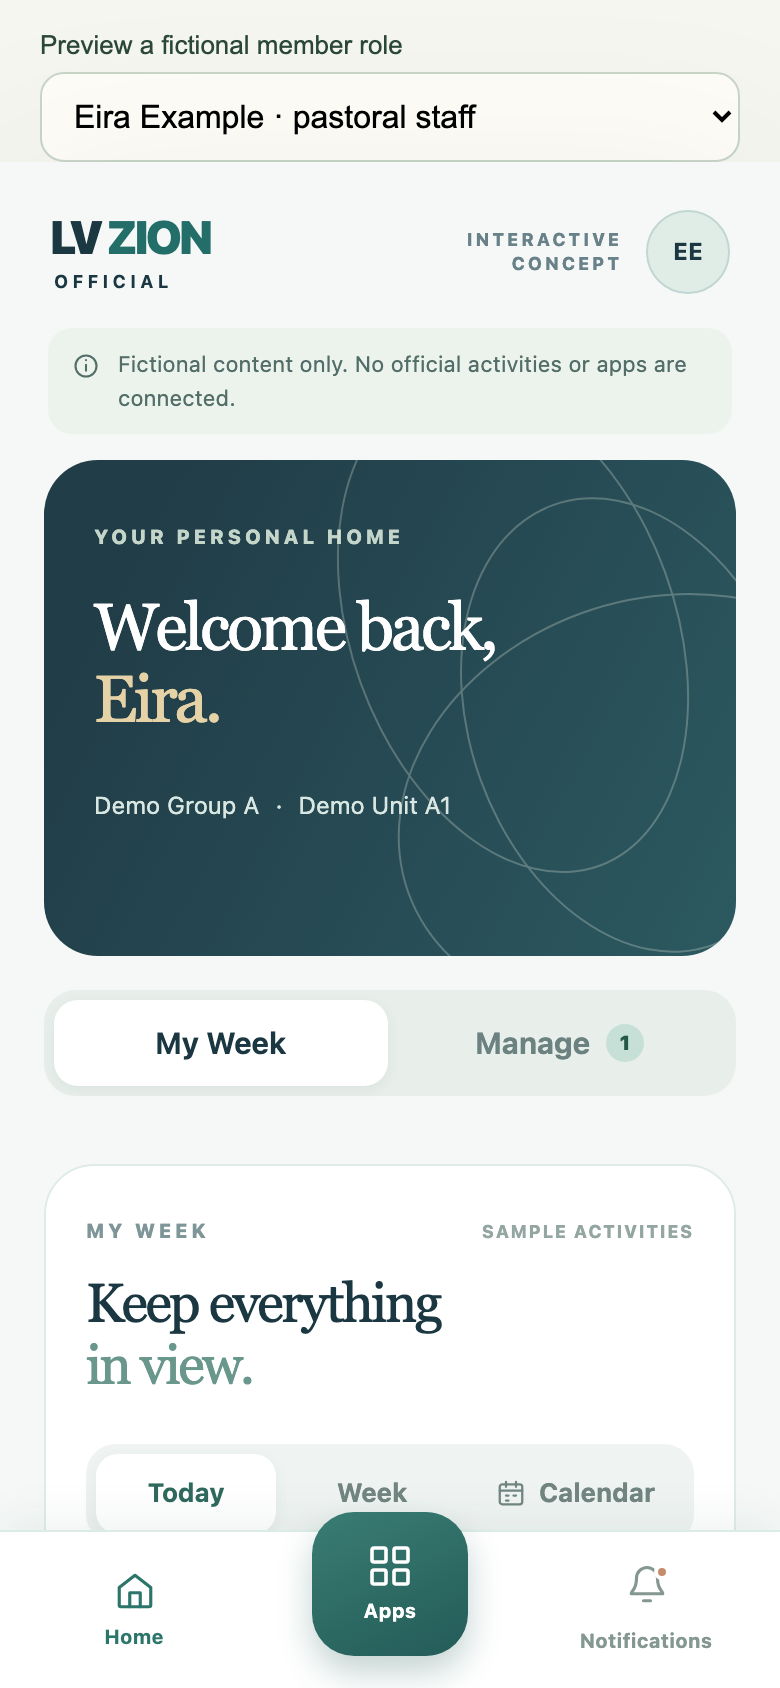 Preview a fictional member role
Eira Example · pastoral staff
LV ZION
OFFICIAL
INTERACTIVE
CONCEPT
EE
Fictional content only. No official activities or apps are
connected.
YOUR PERSONAL HOME
Welcome back,
Eira.
Demo Group A · Demo Unit A1
My Week
Manage 1
MY WEEK
SAMPLE ACTIVITIES
Keep everything
in view.
Today
Week
Calendar
Home
Apps
Notifications